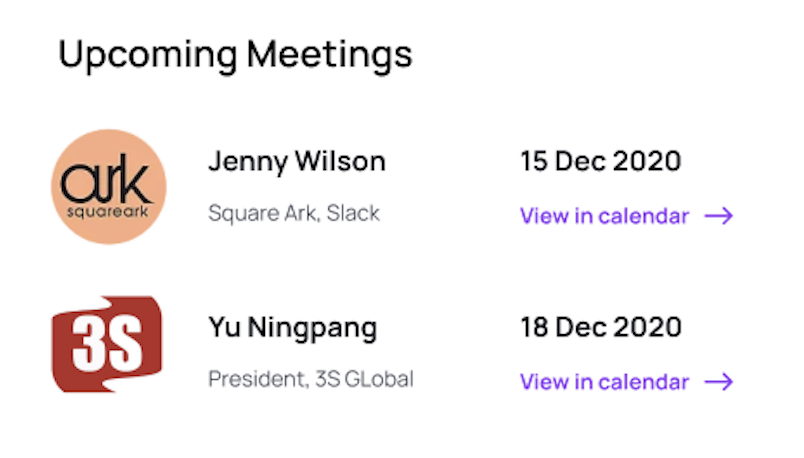 Upcoming Meetings
ark
squareark
Jenny Wilson
15 Dec 2020
Square Ark, Slack
View in calendar
3S
Yu Ningpang
18 Dec 2020
President, 3S GLobal
View in calendar